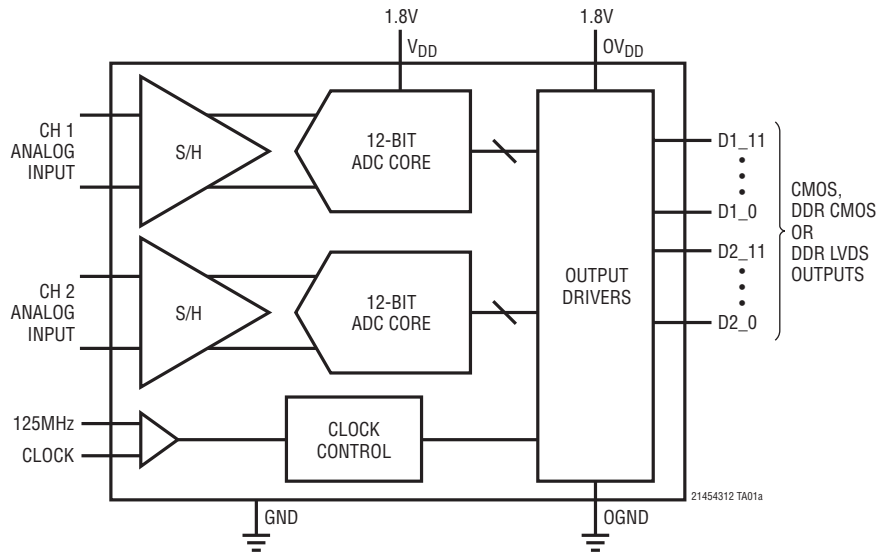 1.8V
1.8V
VDD
OVDD
CH 1
ANALOG
INPUT
S/H
12-BIT
ADC CORE
D1_11
D1_0
CH 2
ANALOG
INPUT
S/H
12-BIT
ADC CORE
OUTPUT
DRIVERS
D2_11
D2_0
CMOS,
DDR CMOS
OR
DDR LVDS
OUTPUTS
125MHz
CLOCK
CLOCK
CONTROL
GND
OGND
21454312 TA01a